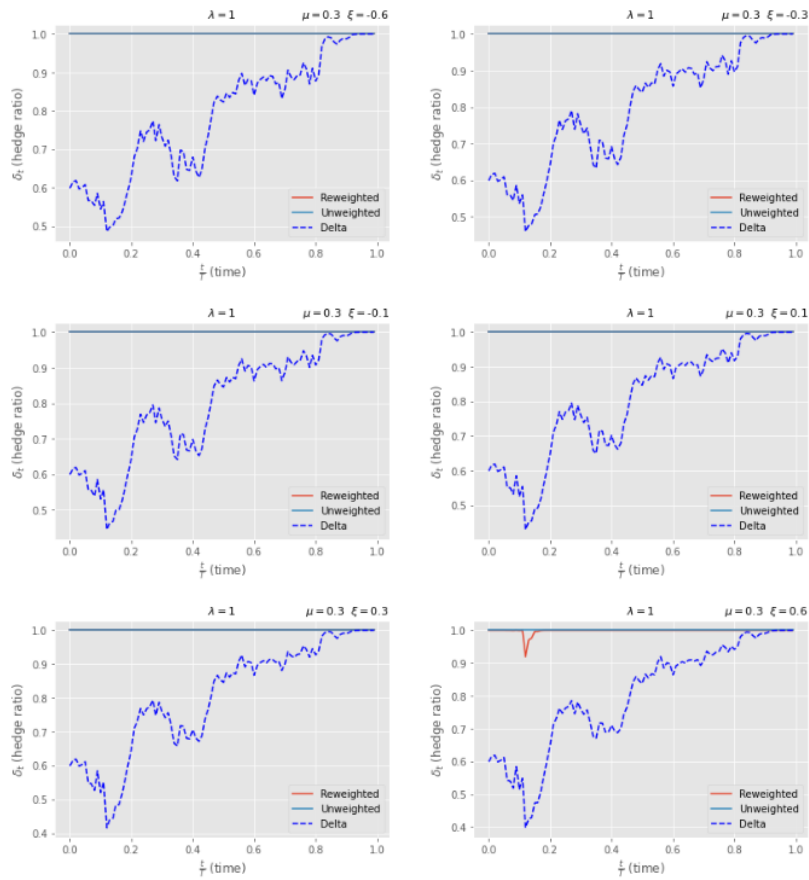 λ = 1 μ = 0.3 ξ = -0.6
1.0
0.9
0.8
0.7
0.6
0.5
δt (hedge ratio)
Reweighted
Unweighted
Delta
0.0 0.2 0.4 0.6 0.8 1.0
t/T (time)
λ = 1 μ = 0.3 ξ = -0.3
1.0
0.9
0.8
0.7
0.6
0.5
δt (hedge ratio)
Reweighted
Unweighted
Delta
0.0 0.2 0.4 0.6 0.8 1.0
t/T (time)
λ = 1 μ = 0.3 ξ = -0.1
1.0
0.9
0.8
0.7
0.6
0.5
δt (hedge ratio)
Reweighted
Unweighted
Delta
0.0 0.2 0.4 0.6 0.8 1.0
t/T (time)
λ = 1 μ = 0.3 ξ = 0.1
1.0
0.9
0.8
0.7
0.6
0.5
δt (hedge ratio)
Reweighted
Unweighted
Delta
0.0 0.2 0.4 0.6 0.8 1.0
t/T (time)
λ = 1 μ = 0.3 ξ = 0.3
1.0
0.9
0.8
0.7
0.6
0.5
0.4
δt (hedge ratio)
Reweighted
Unweighted
Delta
0.0 0.2 0.4 0.6 0.8 1.0
t/T (time)
λ = 1 μ = 0.3 ξ = 0.6
1.0
0.9
0.8
0.7
0.6
0.5
0.4
δt (hedge ratio)
Reweighted
Unweighted
Delta
0.0 0.2 0.4 0.6 0.8 1.0
t/T (time)